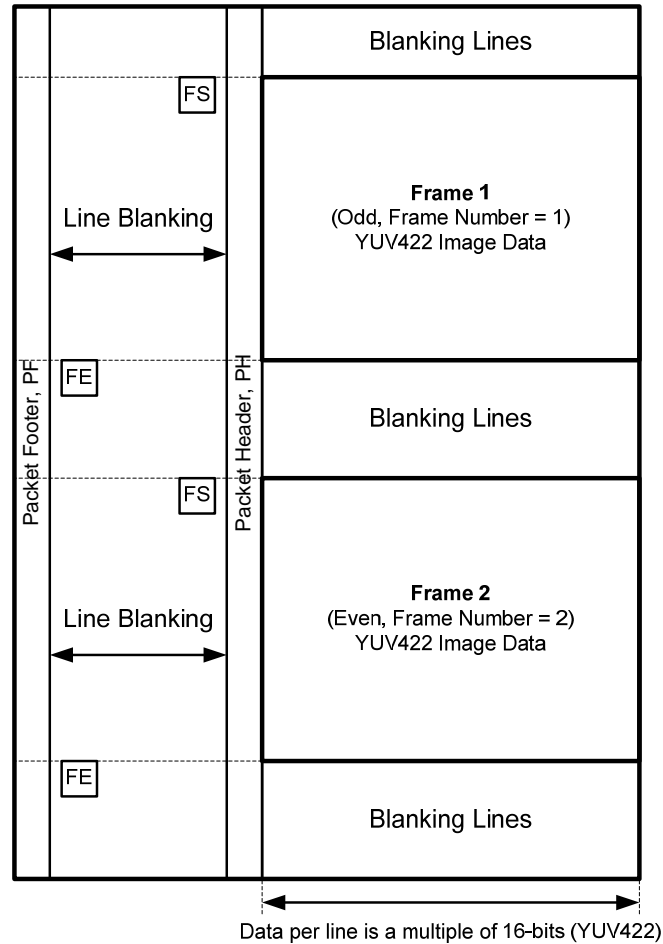 Blanking Lines
FS
Frame 1
(Odd, Frame Number = 1)
YUV422 Image Data
Line Blanking
FE
Packet Footer, PF
Packet Header, PH
Blanking Lines
FS
Frame 2
(Even, Frame Number = 2)
YUV422 Image Data
Line Blanking
FE
Blanking Lines
Data per line is a multiple of 16-bits (YUV422)